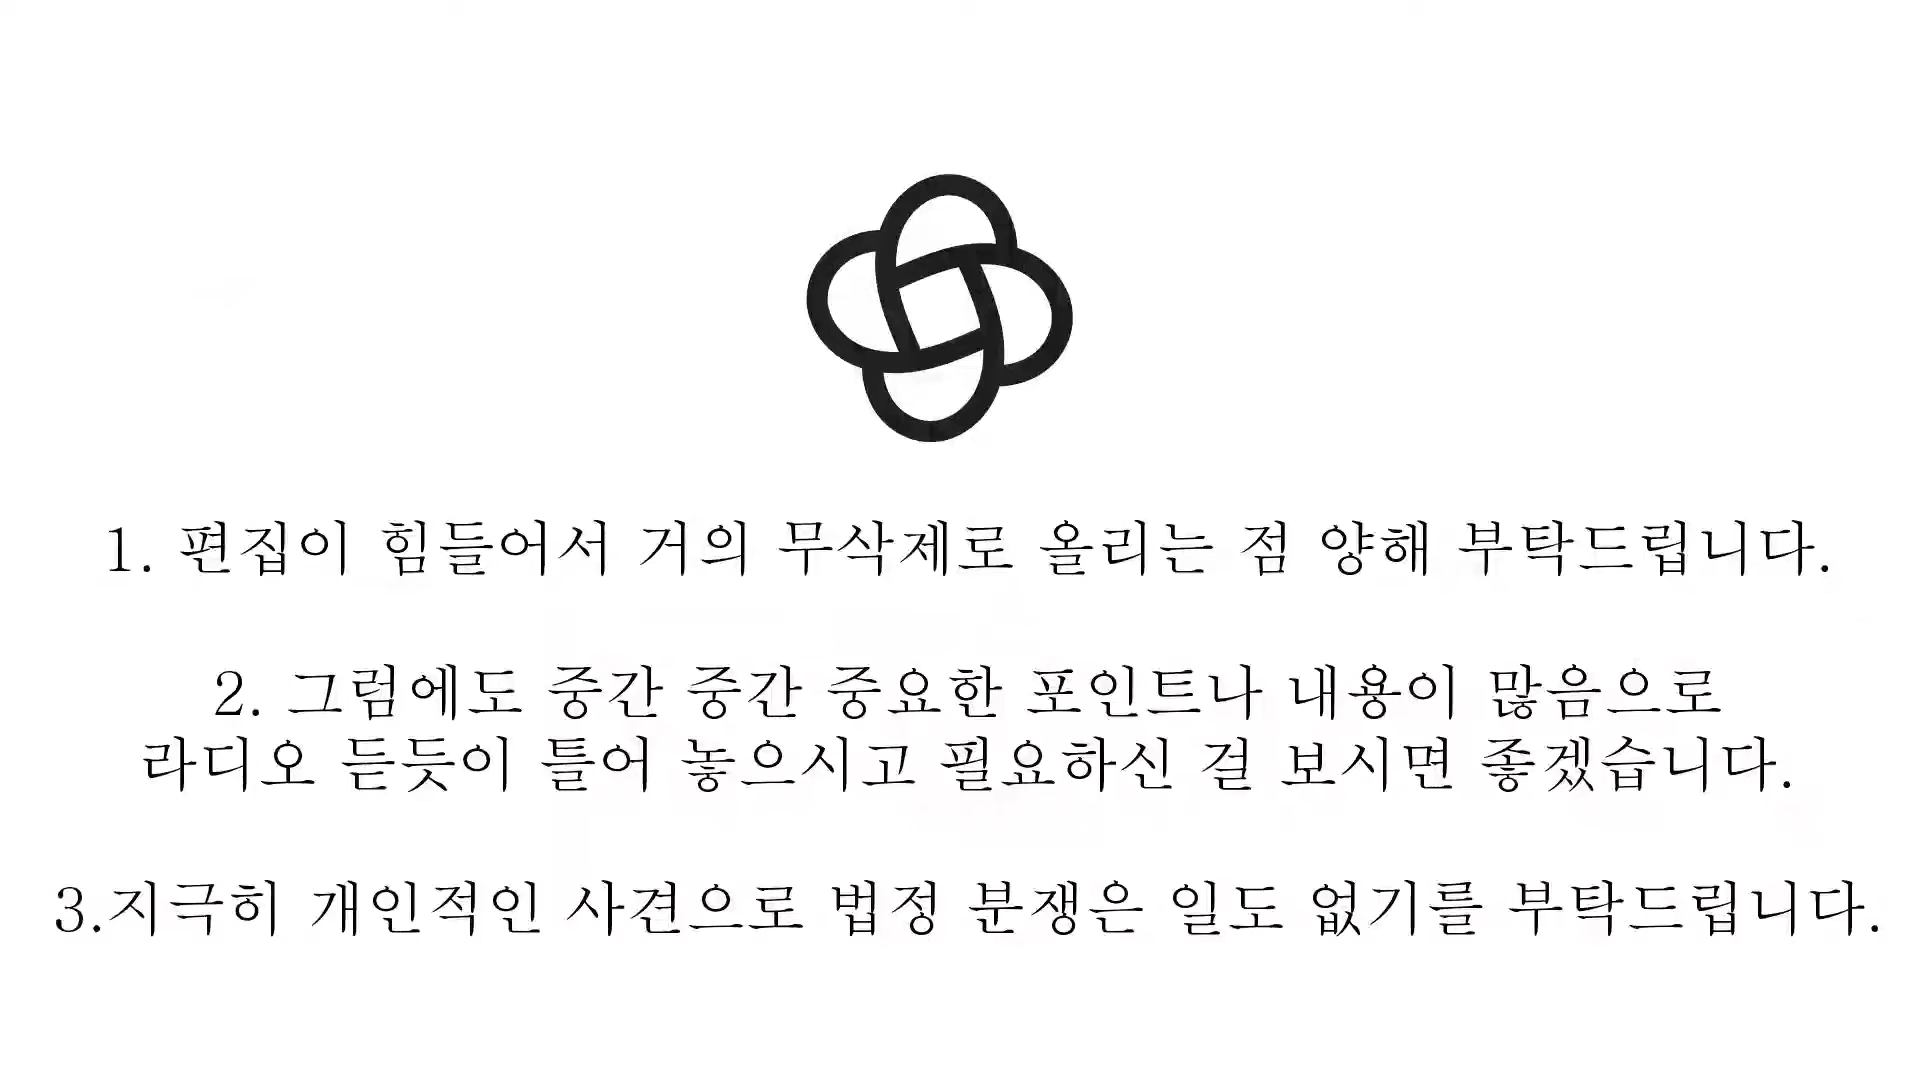 1. 편집이 힘들어서 거의 무삭제로 올리는 점 양해 부탁드립니다.
2. 그럼에도 중간 중간 중요한 포인트나 내용이 많음으로
라디오 듣듯이 틀어 놓으시고 필요하신 걸 보시면 좋겠습니다.
3.지극히 개인적인 사견으로 법정 분쟁은 일도 없기를 부탁드립니다.